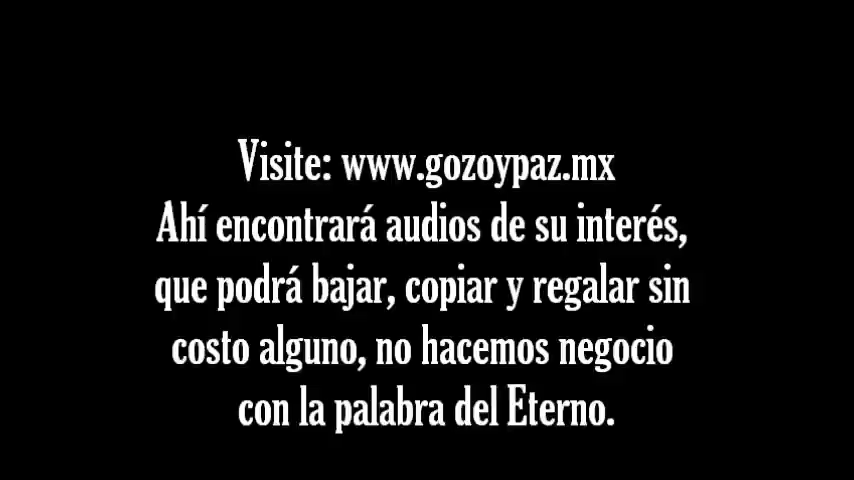 Visite: www.gozoypaz.mx
Ahí encontrará audios de su interés,
que podrá bajar, copiar y regalar sin
costo alguno, no hacemos negocio
con la palabra del Eterno.